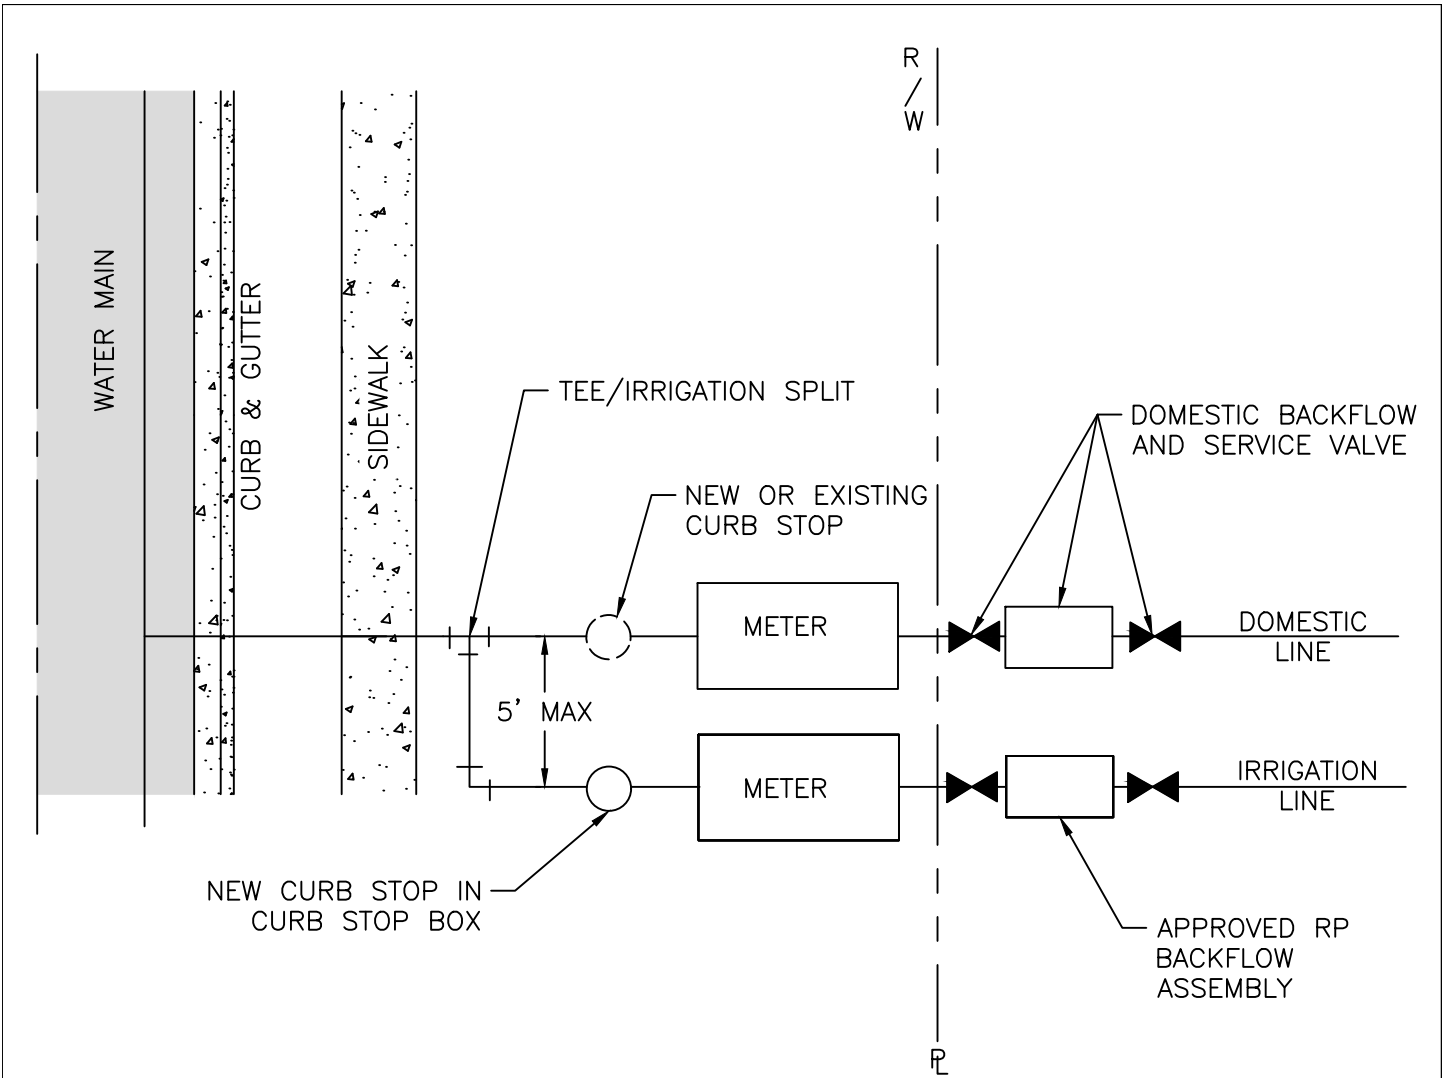 R
/
W
WATER MAIN
CURB & GUTTER
SIDEWALK
TEE/IRRIGATION SPLIT
DOMESTIC BACKFLOW
AND SERVICE VALVE
NEW OR EXISTING
CURB STOP
METER
DOMESTIC
LINE
5' MAX
METER
IRRIGATION
LINE
NEW CURB STOP IN
CURB STOP BOX
APPROVED RP
BACKFLOW
ASSEMBLY
PL